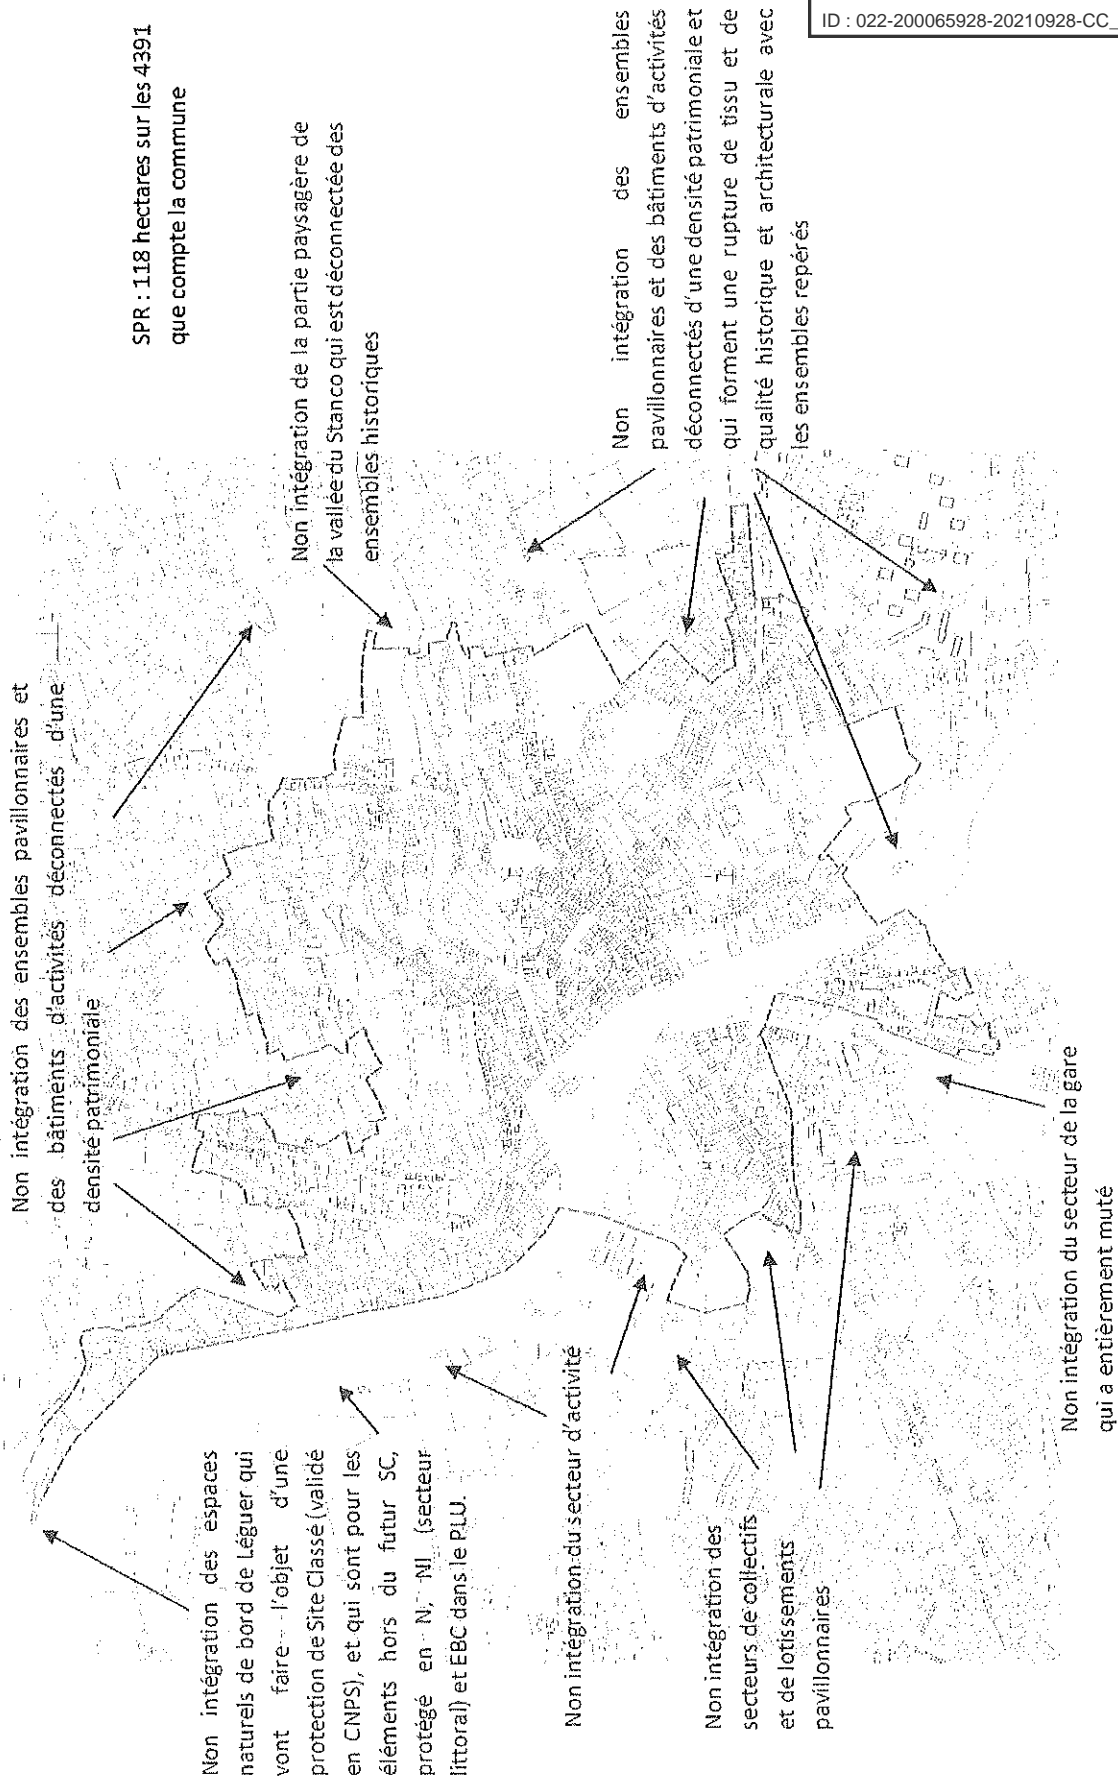 ID : 022-200065928-20210928-CC_
Non intégration des ensembles pavillonnaires et
des bâtiments d'activités déconnectés d'une
densité patrimoniale
SPR : 118 hectares sur les 4391
que compte la commune
Non intégration de la partie paysagère de
la vallée du Stanco qui est déconnectée des
ensembles historiques
Non intégration des ensembles
pavillonnaires et des bâtiments d'activités
déconnectés d'une densité patrimoniale et
qui forment une rupture de tissu et de
qualité historique et architecturale avec
les ensembles repérés
Non intégration des espaces
naturels de bord de Léguer qui
vont faire l'objet d'une
protection de Site Classé (validé
en CNPS), et qui sont pour les
éléments hors du futur SC,
protégé en N, Nl (secteur
littoral) et EBC dans le PLU.
Non intégration du secteur d'activité
Non intégration des
secteurs de collectifs
et de lotissements
pavillonnaires
Non intégration du secteur de la gare
qui a entièrement muté